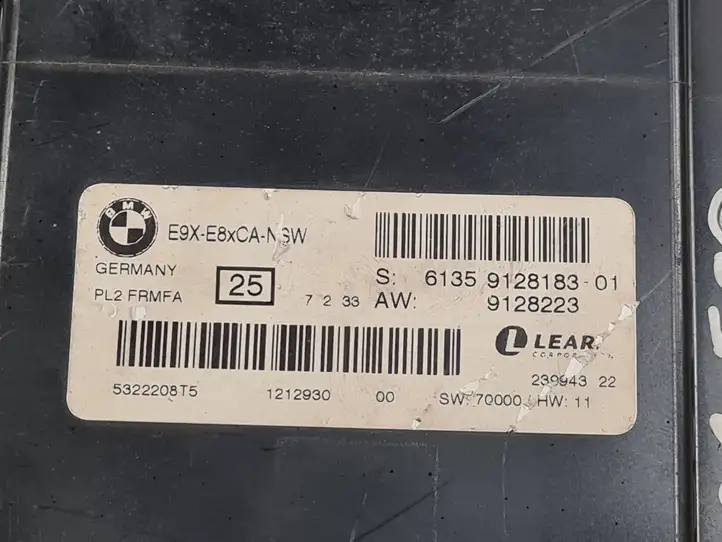 BMW
E9X-E8xCA-NSW
S: 6135 9128183-01
GERMANY
25
PL2 FRMFA
7 2 33
AW: 9128223
LEAR.
CORPORATION
5322208T5
1212930
00
239943 22
SW: 70000 / HW: 11